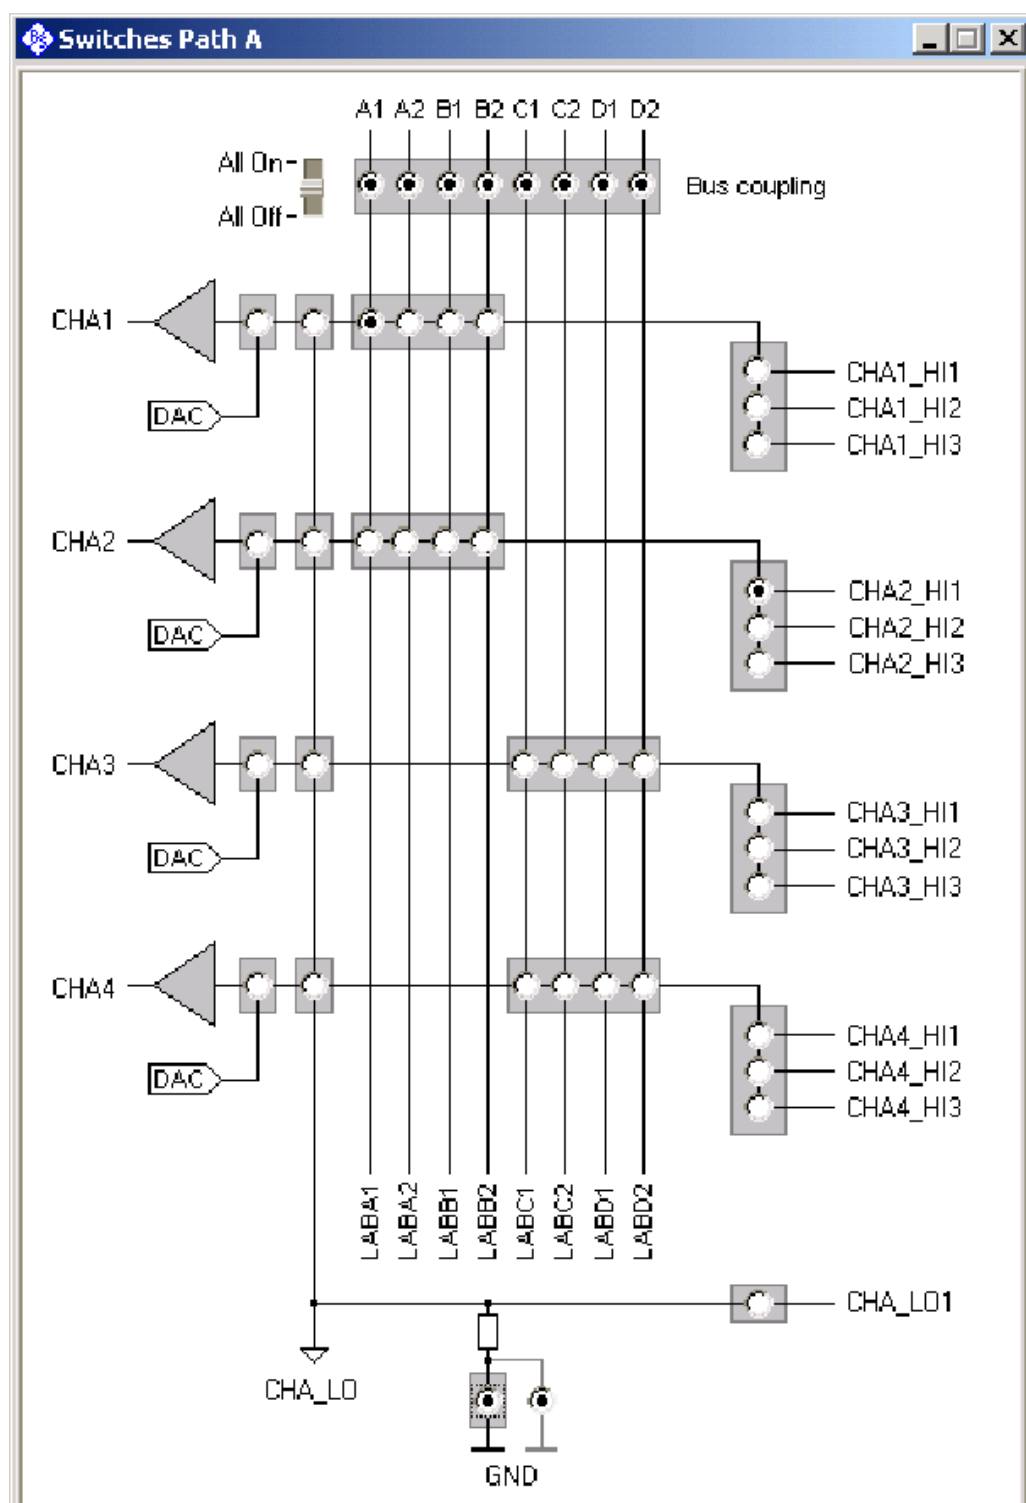 Switches Path A
A1 A2 B1 B2 C1 C2 D1 D2
All On
Bus coupling
All Off
CHA1
CHA1_HI1
DAC
CHA1_HI2
CHA1_HI3
CHA2
CHA2_HI1
DAC
CHA2_HI2
CHA2_HI3
CHA3
CHA3_HI1
DAC
CHA3_HI2
CHA3_HI3
CHA4
CHA4_HI1
DAC
CHA4_HI2
CHA4_HI3
LABA1
LABA2
LABB1
LABB2
LABC1
LABC2
LABD1
LABD2
CHA_LO1
CHA_LO
GND